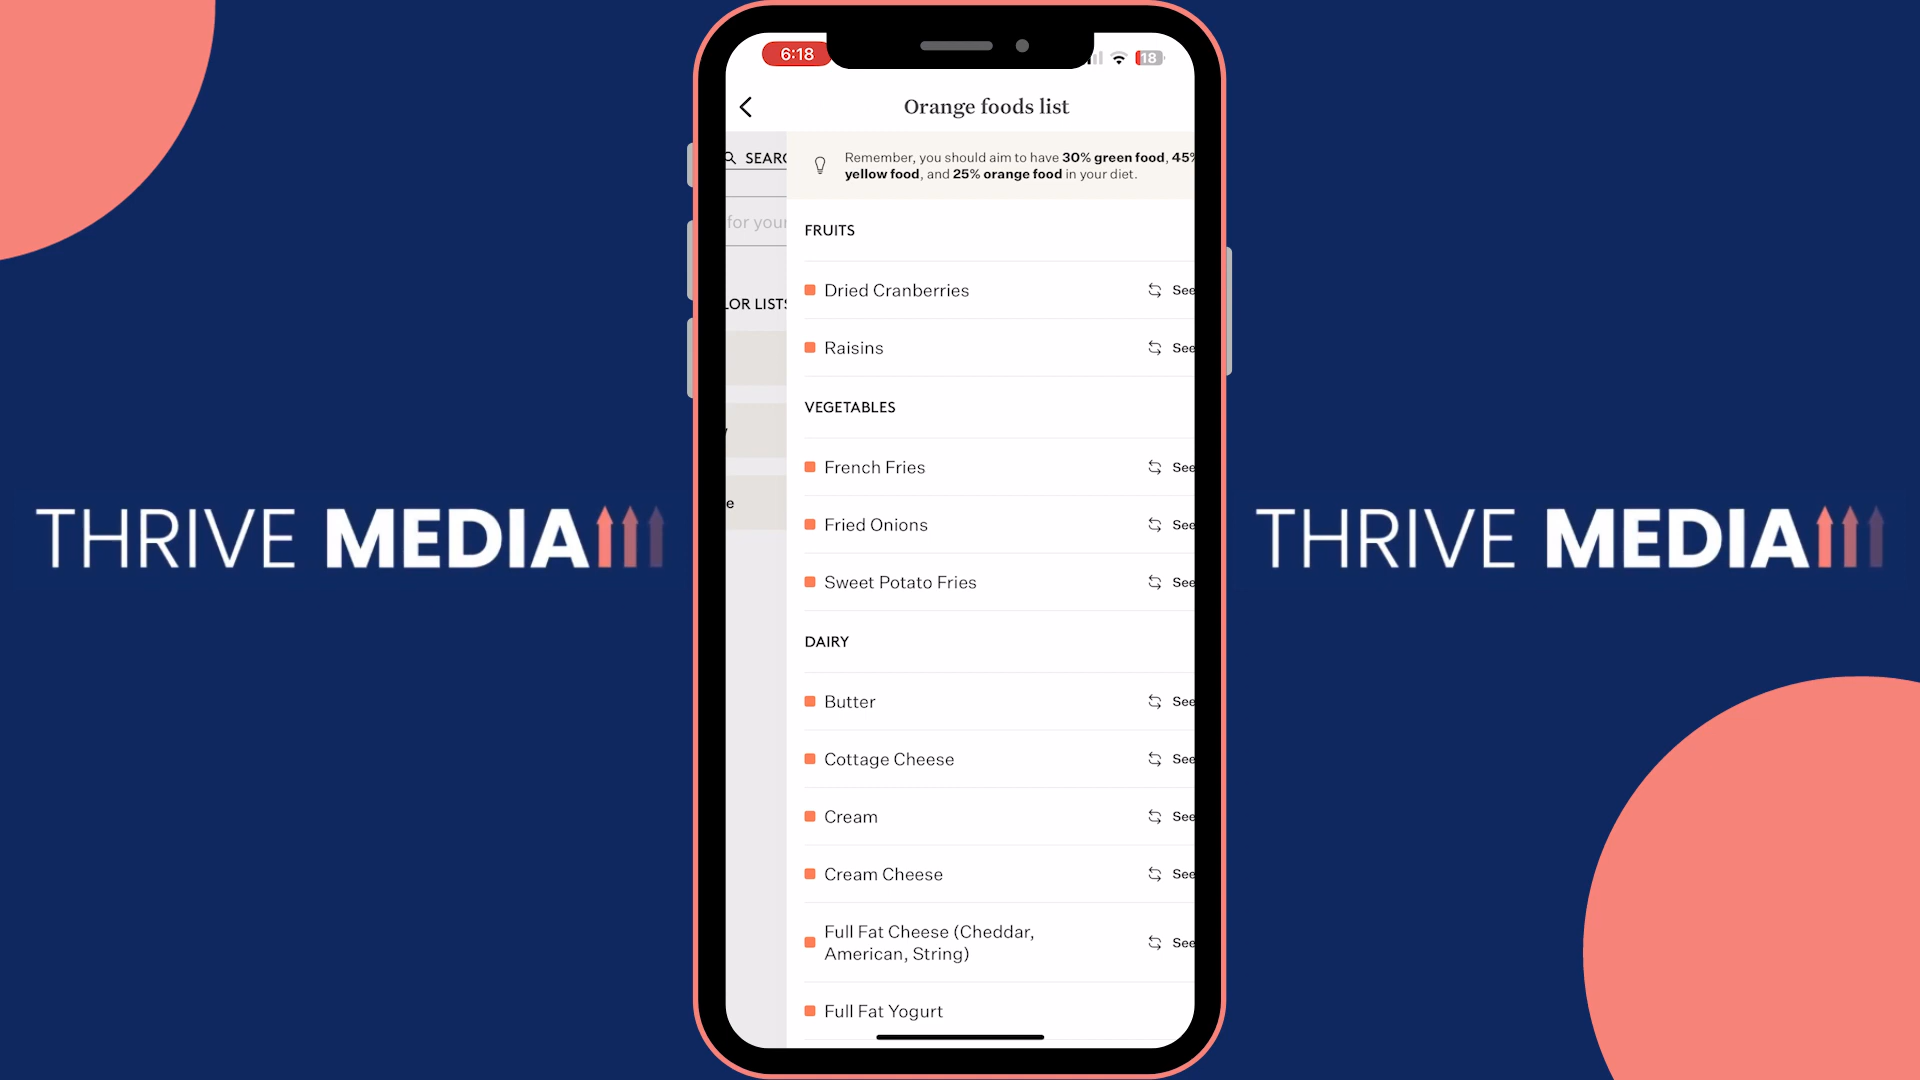 6:18
18
Orange foods list
SEARC
for your
LOR LISTS
e
Remember, you should aim to have 30% green food, 45%
yellow food, and 25% orange food in your diet.
FRUITS
Dried Cranberries
See
Raisins
See
VEGETABLES
French Fries
See
Fried Onions
See
Sweet Potato Fries
See
DAIRY
Butter
See
Cottage Cheese
See
Cream
See
Cream Cheese
See
Full Fat Cheese (Cheddar,
American, String)
See
Full Fat Yogurt
THRIVE MEDIA
THRIVE MEDIA